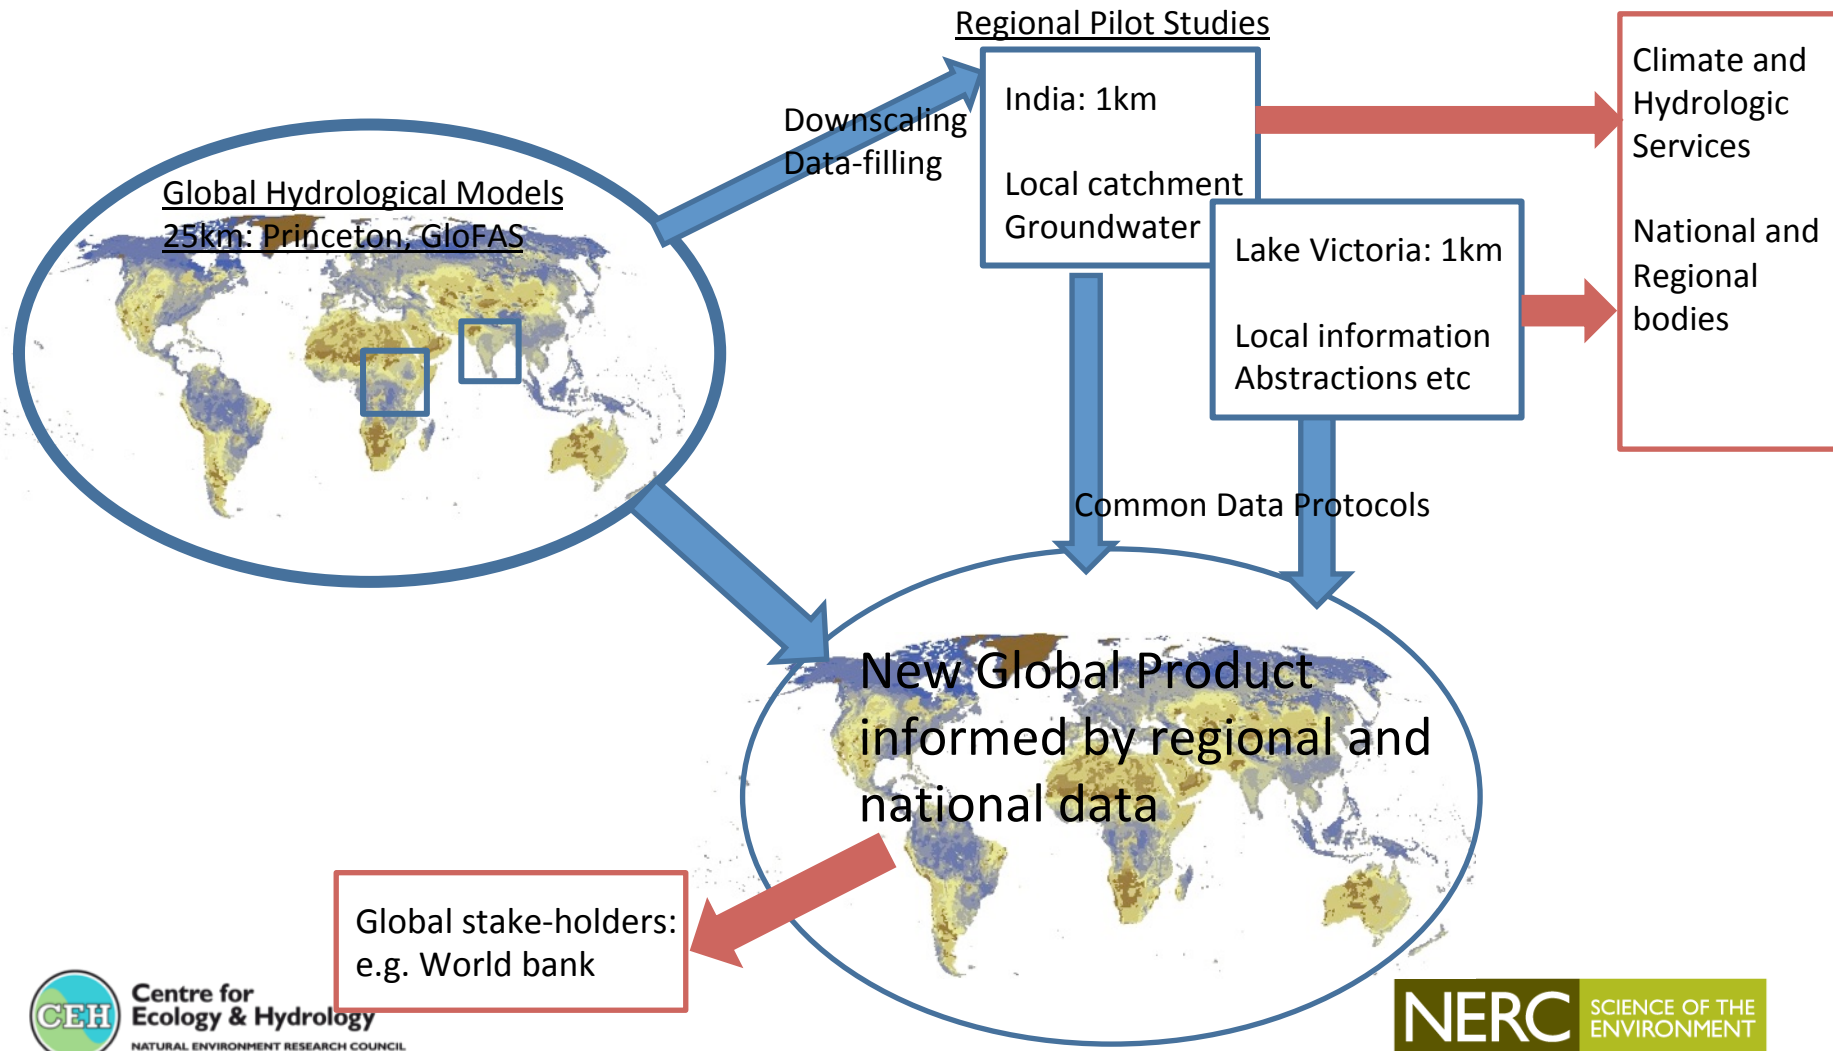 Regional Pilot Studies
Climate and
Hydrologic
Services
National and
Regional
bodies
India: 1km
Local catchment
Groundwater
Downscaling
Data-filling
Global Hydrological Models
25km: Princeton, GloFAS
Lake Victoria: 1km
Local information
Abstractions etc
Common Data Protocols
New Global Product
informed by regional and
national data
Global stake-holders:
e.g. World bank
CEH
Centre for
Ecology & Hydrology
NATURAL ENVIRONMENT RESEARCH COUNCIL
NERC
SCIENCE OF THE
ENVIRONMENT